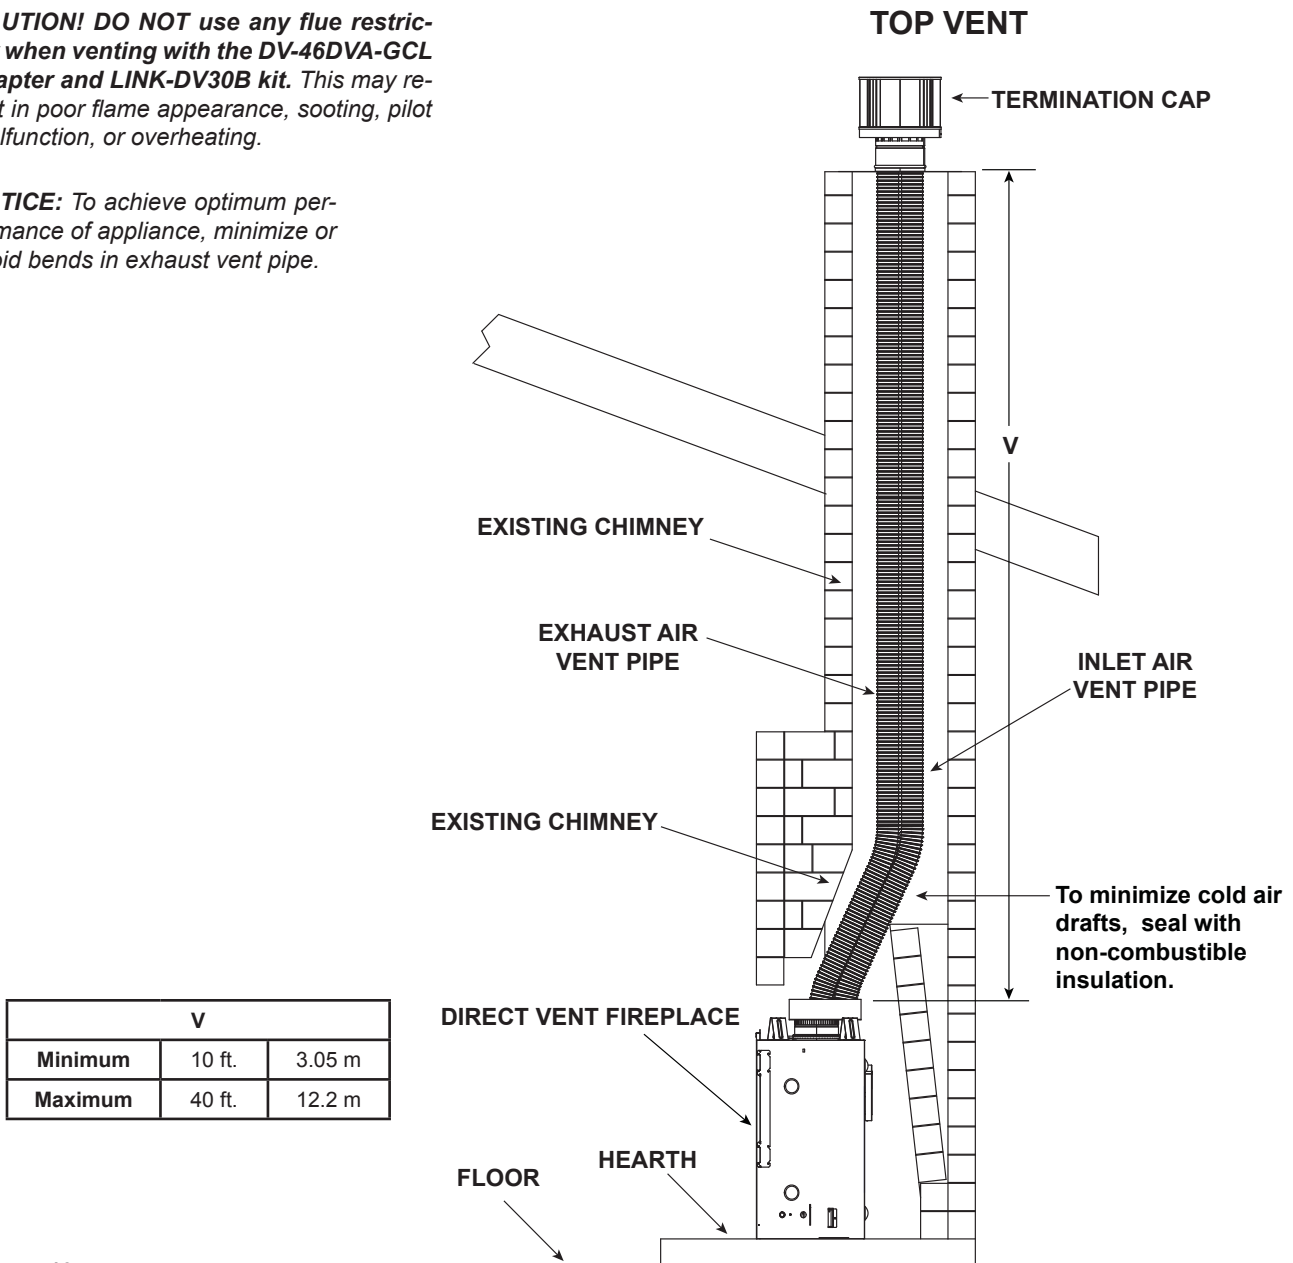 UTION! DO NOT use any flue restric-
when venting with the DV-46DVA-GCL
apter and LINK-DV30B kit. This may re-
t in poor flame appearance, sooting, pilot
lfunction, or overheating.
TICE: To achieve optimum per-
mance of appliance, minimize or
oid bends in exhaust vent pipe.
TOP VENT
TERMINATION CAP
V
EXISTING CHIMNEY
EXHAUST AIR
VENT PIPE
INLET AIR
VENT PIPE
EXISTING CHIMNEY
To minimize cold air
drafts, seal with
non-combustible
insulation.
DIRECT VENT FIREPLACE
HEARTH
FLOOR
V
Minimum 10 ft. 3.05 m
Maximum 40 ft. 12.2 m